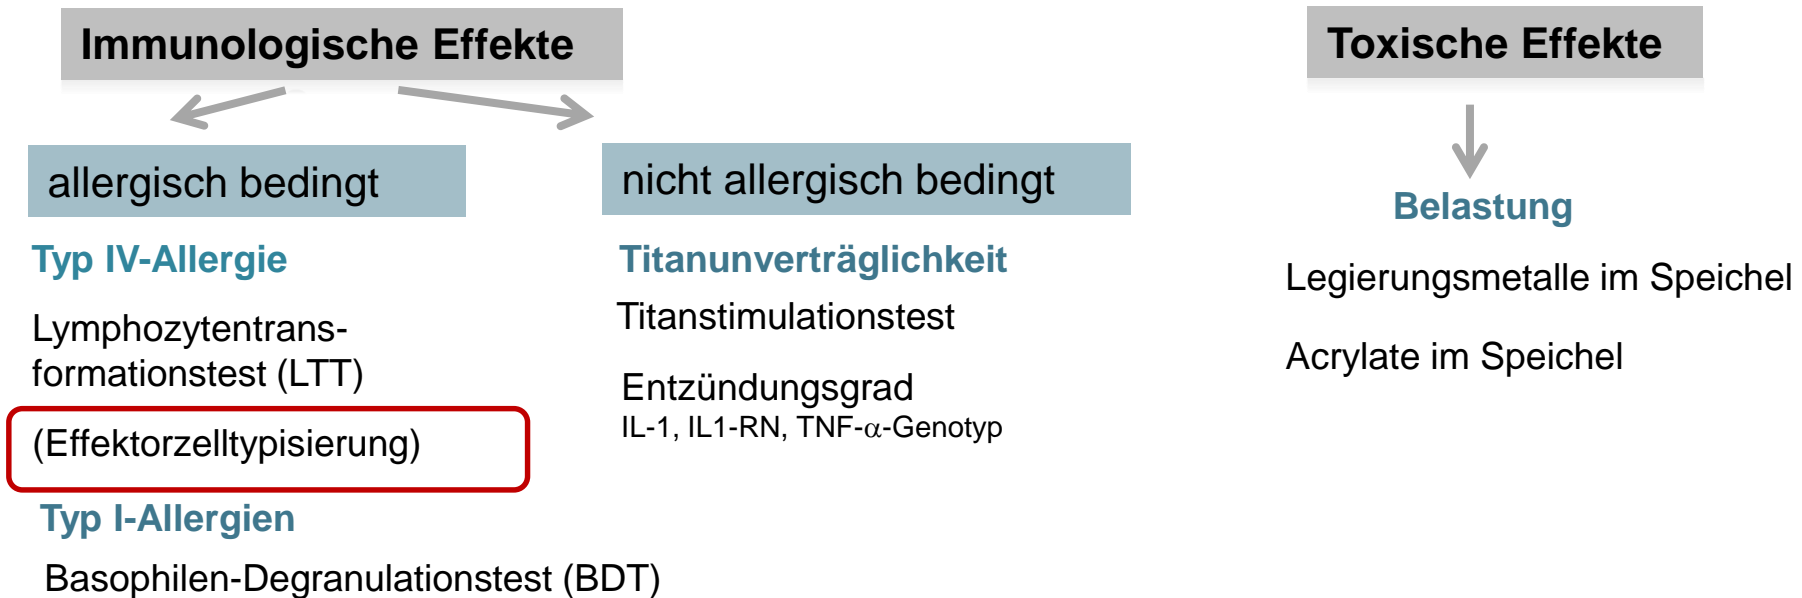 Immunologische Effekte
allergisch bedingt
Typ IV-Allergie
Lymphozytentrans-
formationstest (LTT)
(Effektorzelltypisierung)
Typ I-Allergien
Basophilen-Degranulationstest (BDT)
nicht allergisch bedingt
Titanunverträglichkeit
Titanstimulationstest
Entzündungsgrad
IL-1, IL1-RN, TNF-α-Genotyp
Toxische Effekte
Belastung
Legierungsmetalle im Speichel
Acrylate im Speichel